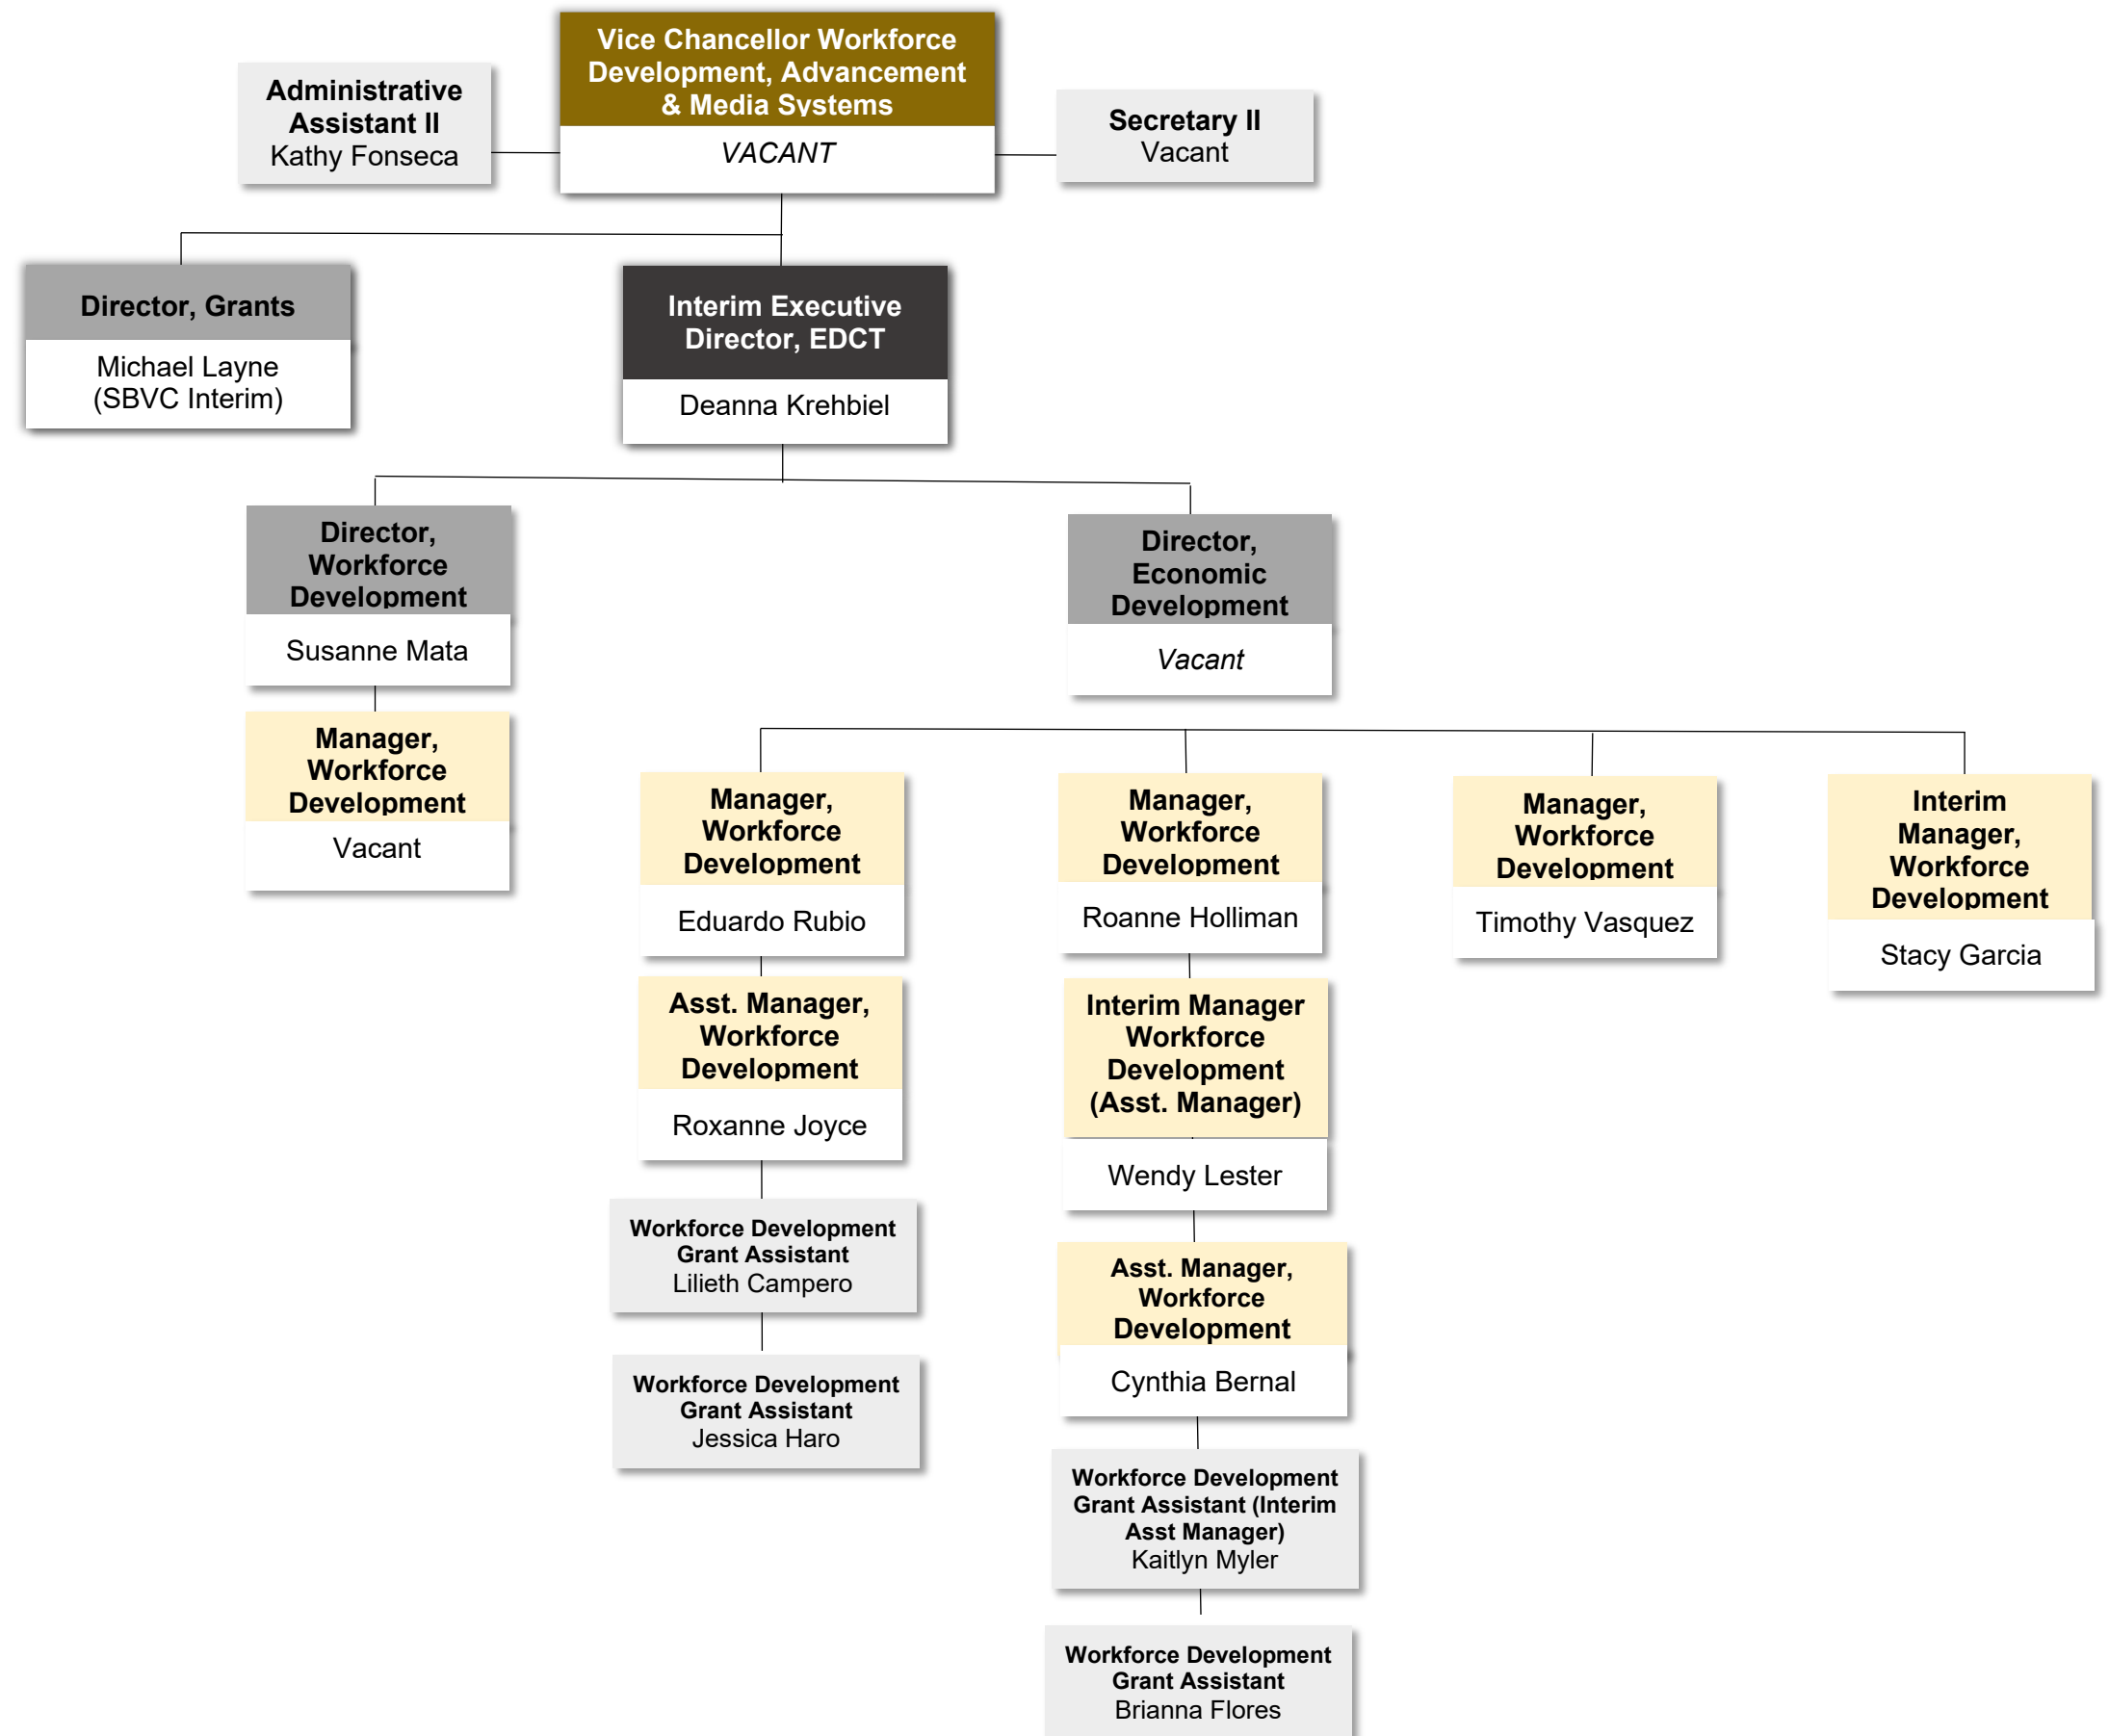 Vice Chancellor Workforce
Development, Advancement
& Media Systems
VACANT
Administrative
Assistant II
Kathy Fonseca
Secretary II
Vacant
Director, Grants
Michael Layne
(SBVC Interim)
Interim Executive
Director, EDCT
Deanna Krehbiel
Director,
Workforce
Development
Susanne Mata
Director,
Economic
Development
Vacant
Manager,
Workforce
Development
Vacant
Manager,
Workforce
Development
Eduardo Rubio
Manager,
Workforce
Development
Roanne Holliman
Manager,
Workforce
Development
Timothy Vasquez
Interim
Manager,
Workforce
Development
Stacy Garcia
Asst. Manager,
Workforce
Development
Roxanne Joyce
Interim Manager
Workforce
Development
(Asst. Manager)
Wendy Lester
Workforce Development
Grant Assistant
Lilieth Campero
Asst. Manager,
Workforce
Development
Cynthia Bernal
Workforce Development
Grant Assistant
Jessica Haro
Workforce Development
Grant Assistant (Interim
Asst Manager)
Kaitlyn Myler
Workforce Development
Grant Assistant
Brianna Flores